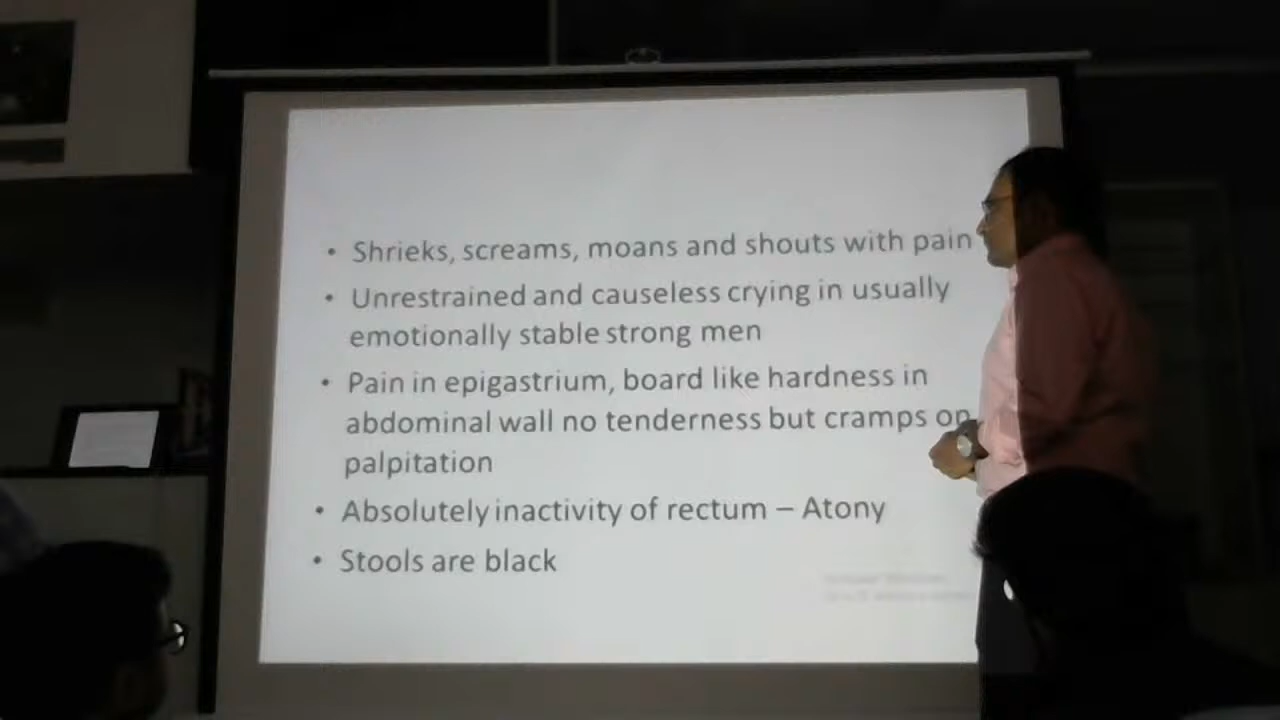 • Shrieks, screams, moans and shouts with pain
• Unrestrained and causeless crying in usually
emotionally stable strong men
• Pain in epigastrium, board like hardness in
abdominal wall no tenderness but cramps on
palpitation
• Absolutely inactivity of rectum – Atony
• Stools are black